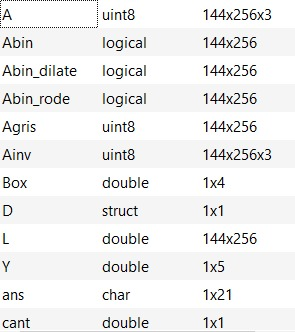 A uint8 144x256x3
Abin logical 144x256
Abin_dilate logical 144x256
Abin_rode logical 144x256
Agris uint8 144x256
Ainv uint8 144x256x3
Box double 1x4
D struct 1x1
L double 144x256
Y double 1x5
ans char 1x21
cant double 1x1